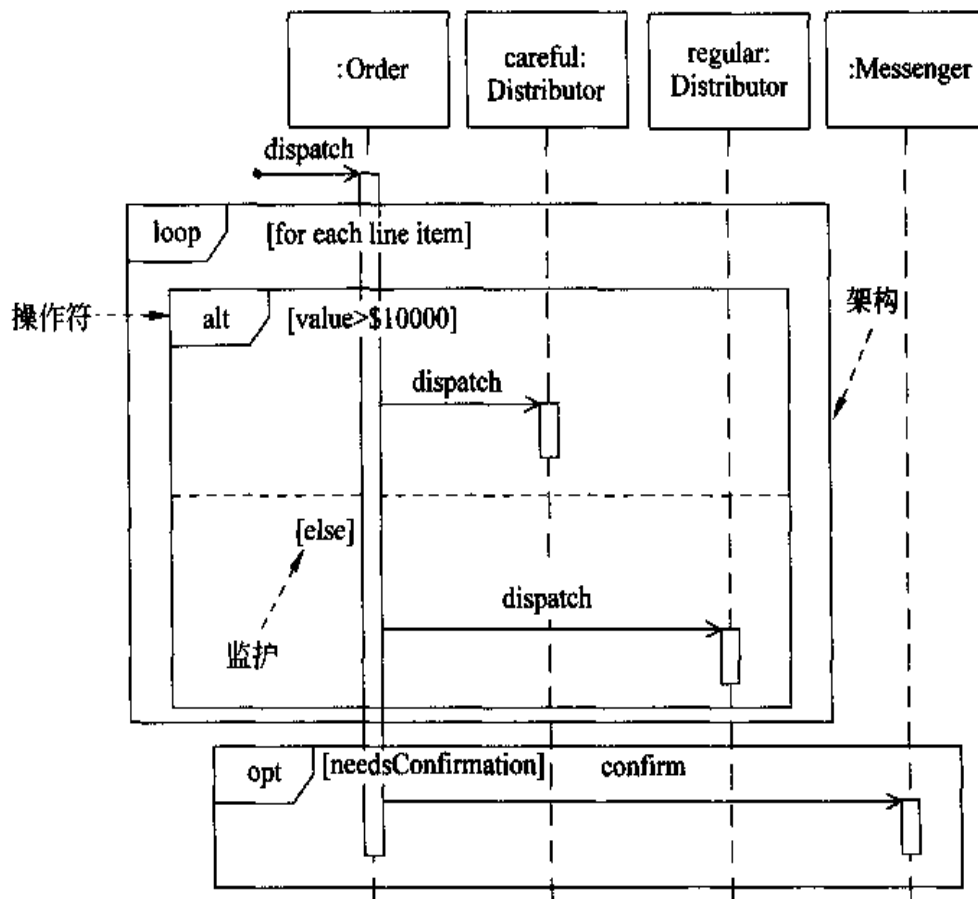 :Order
careful:
Distributor
regular:
Distributor
:Messenger
dispatch
loop
[for each line item]
操作符
alt
[value>$10000]
架构
dispatch
[else]
dispatch
监护
opt
[needsConfirmation]
confirm